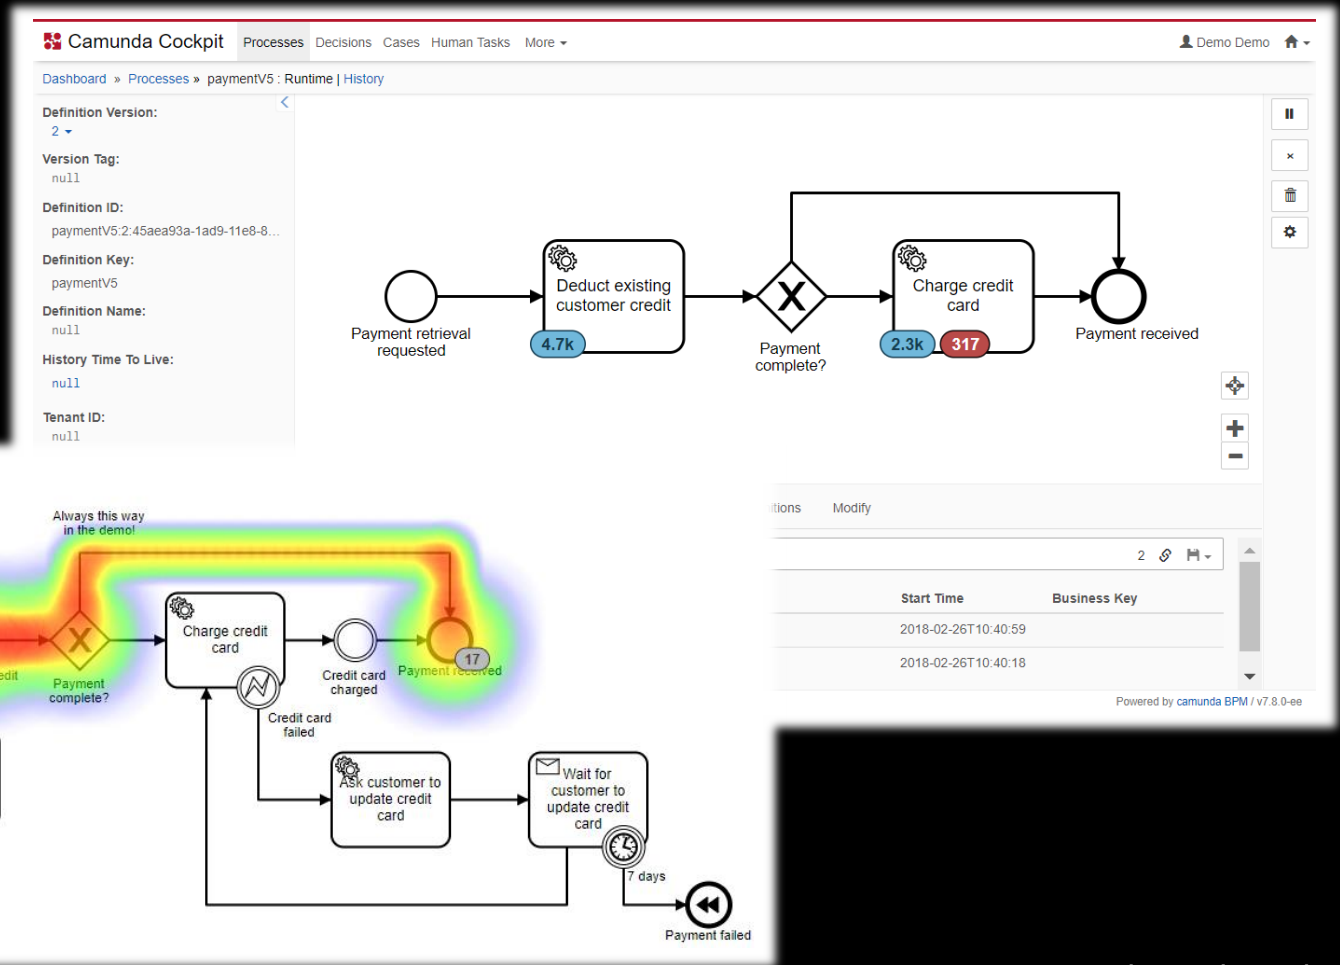 Camunda Cockpit Processes Decisions Cases Human Tasks More Demo Demo
Dashboard » Processes » paymentV5 : Runtime | History
Definition Version:
2
Version Tag:
null
Definition ID:
paymentV5:2:45aea93a-1ad9-11e8-8...
Definition Key:
paymentV5
Definition Name:
null
History Time To Live:
null
Tenant ID:
null
Payment retrieval
requested
Deduct existing
customer credit
4.7k
X
Payment
complete?
Charge credit
card
2.3k 317
Payment received
Modify
2
Start Time Business Key
2018-02-26T10:40:59
2018-02-26T10:40:18
Powered by camunda BPM / v7.8.0-ee
Always this way
in the demo!
X
Payment
complete?
Charge credit
card
Credit card
failed
Credit card
charged
17
Payment received
Ask customer to
update credit
card
Wait for
customer to
update credit
card
7 days
Payment failed